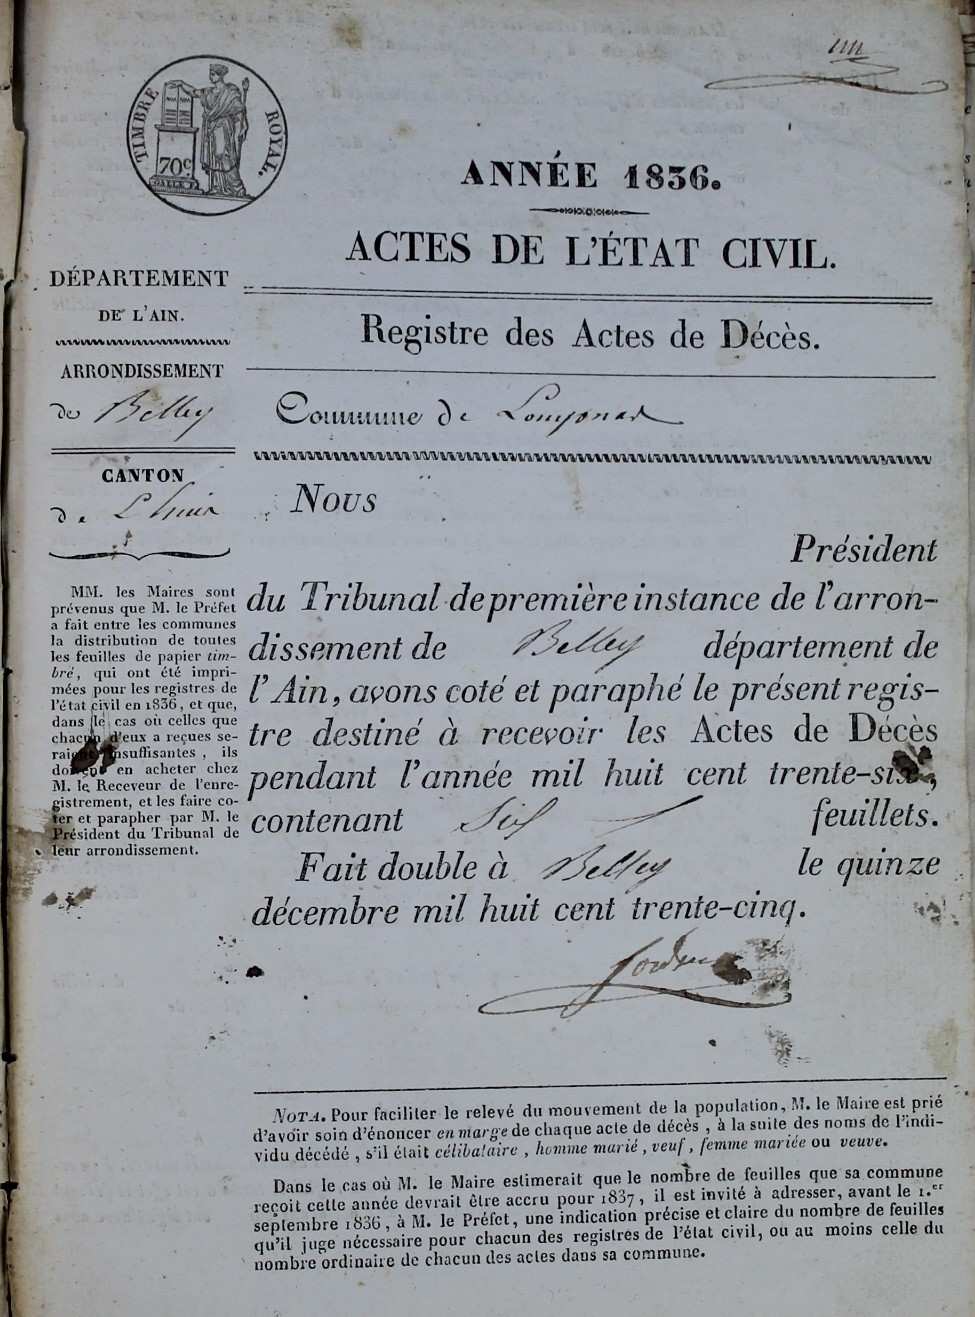 TIMBRE ROYAL.
70c
ANNÉE 1836.
ACTES DE L'ÉTAT CIVIL.
Registre des Actes de Décès.
Commune de
DÉPARTEMENT
DE L'AIN.
ARRONDISSEMENT
de Belley
CANTON
de L'huis
MM. les Maires sont
prévenus que M. le Préfet
a fait entre les communes
la distribution de toutes
les feuilles de papier tim-
bré, qui ont été impri-
mées pour les registres de
l'état civil en 1836, et que,
dans le cas où celles que
chacun d'eux a reçues se-
raient insuffisantes, ils
doivent en acheter chez
M. le Receveur de l'enre-
gistrement, et les faire co-
ter et parapher par M. le
Président du Tribunal de
leur arrondissement.
Nous
Président
du Tribunal de première instance de l'arron-
dissement de Belley département de
l'Ain, avons coté et paraphé le présent regis-
tre destiné à recevoir les Actes de Décès
pendant l'année mil huit cent trente-six,
contenant Six feuillets.
Fait double à Belley le quinze
décembre mil huit cent trente-cinq.
NOTA. Pour faciliter le relevé du mouvement de la population, M. le Maire est prié
d'avoir soin d'énoncer en marge de chaque acte de décès, à la suite des noms de l'indi-
vidu décédé, s'il était célibataire, homme marié, veuf, femme mariée ou veuve.
Dans le cas où M. le Maire estimerait que le nombre de feuilles que sa commune
reçoit cette année devrait être accru pour 1837, il est invité à adresser, avant le 1.er
septembre 1836, à M. le Préfet, une indication précise et claire du nombre de feuilles
qu'il juge nécessaire pour chacun des registres de l'état civil, ou au moins celle du
nombre ordinaire de chacun des actes dans sa commune.